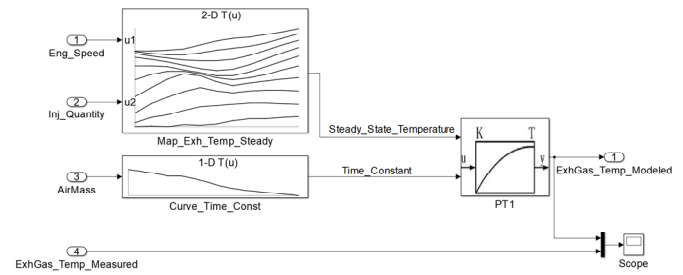 2-D T(u)
1
u1
Eng_Speed
2
u2
Inj_Quantity
Map_Exh_Temp_Steady
Steady_State_Temperature
K T
1-D T(u)
u y
1
ExhGas_Temp_Modeled
3
Time_Constant
AirMass
Curve_Time_Const
PT1
4
ExhGas_Temp_Measured
Scope